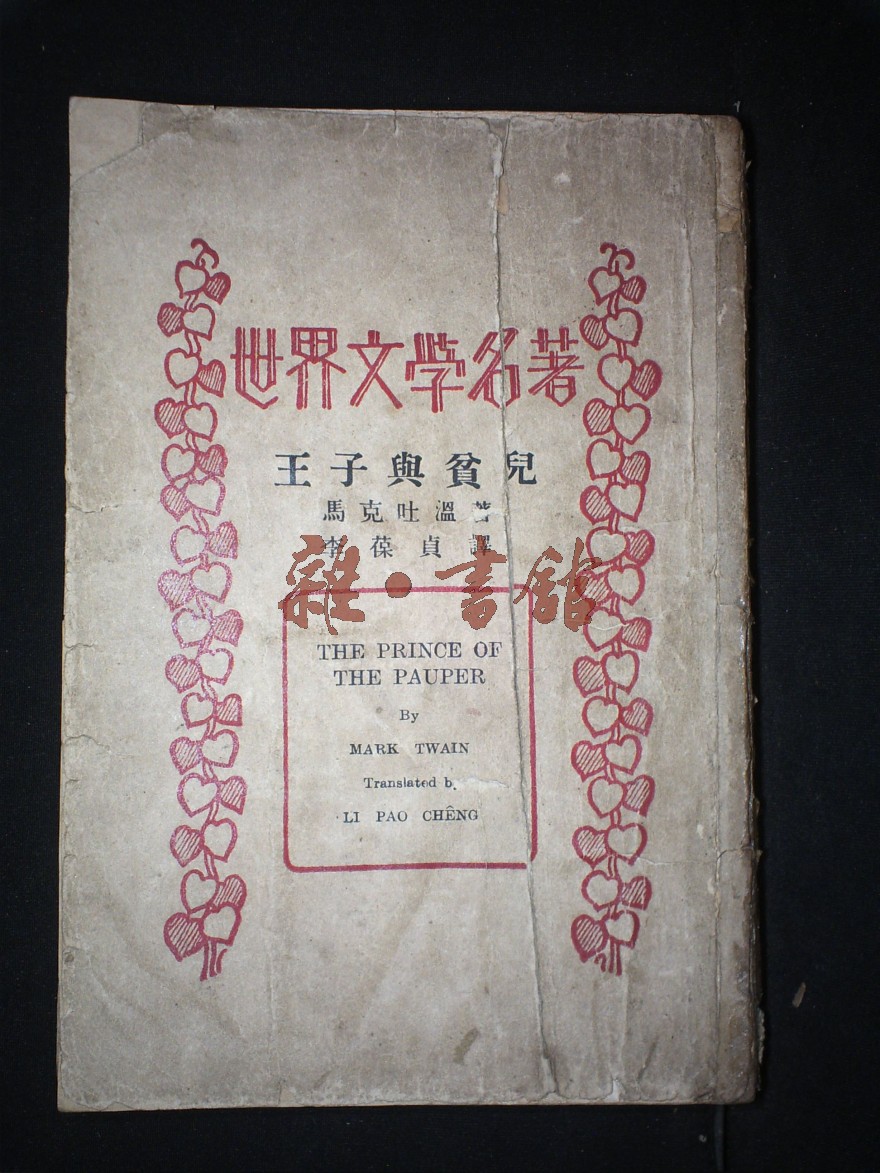 世界文学名著
王子與貧兒
馬克吐溫著
李葆貞譯
雜·書館
THE PRINCE OF
THE PAUPER
By
MARK TWAIN
Translated b
LI PAO CHÊNG